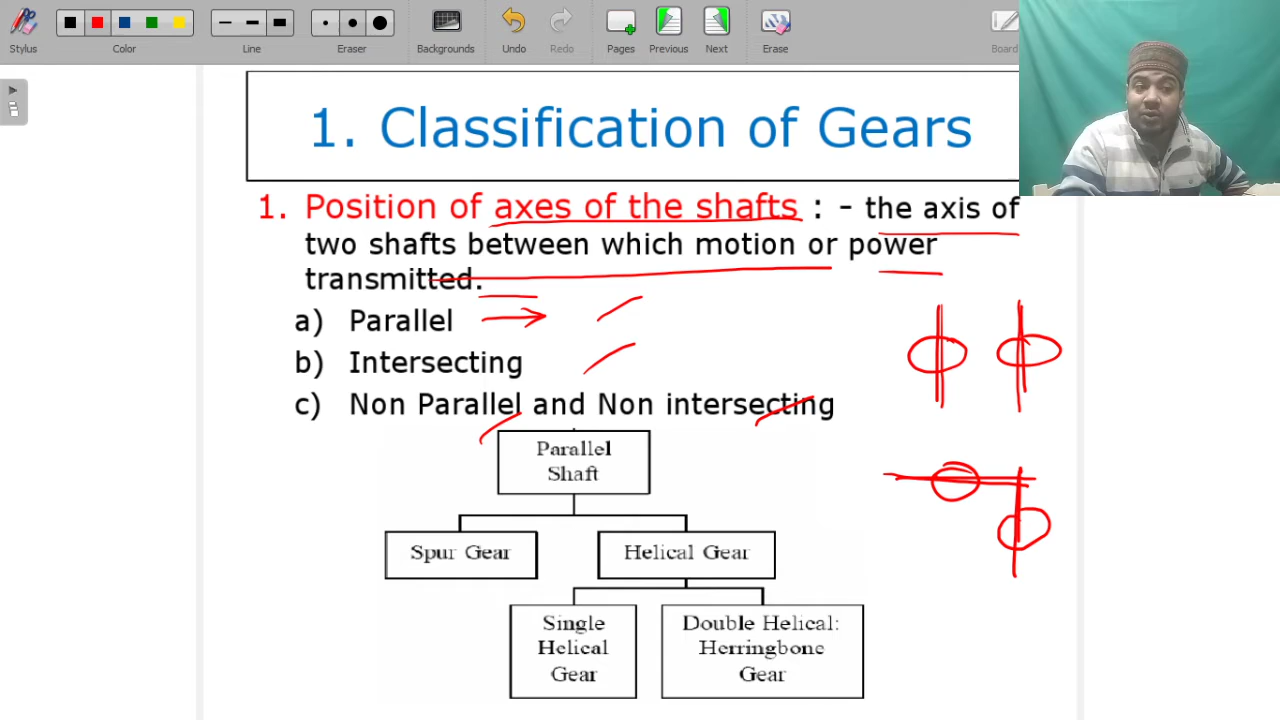 Stylus Color Line Eraser Backgrounds Undo Redo Pages Previous Next Erase Board
1. Classification of Gears
1. Position of axes of the shafts : - the axis of
two shafts between which motion or power
transmitted.
a) Parallel
b) Intersecting
c) Non Parallel and Non intersecting
Parallel
Shaft
Spur Gear
Helical Gear
Single
Helical
Gear
Double Helical:
Herringbone
Gear